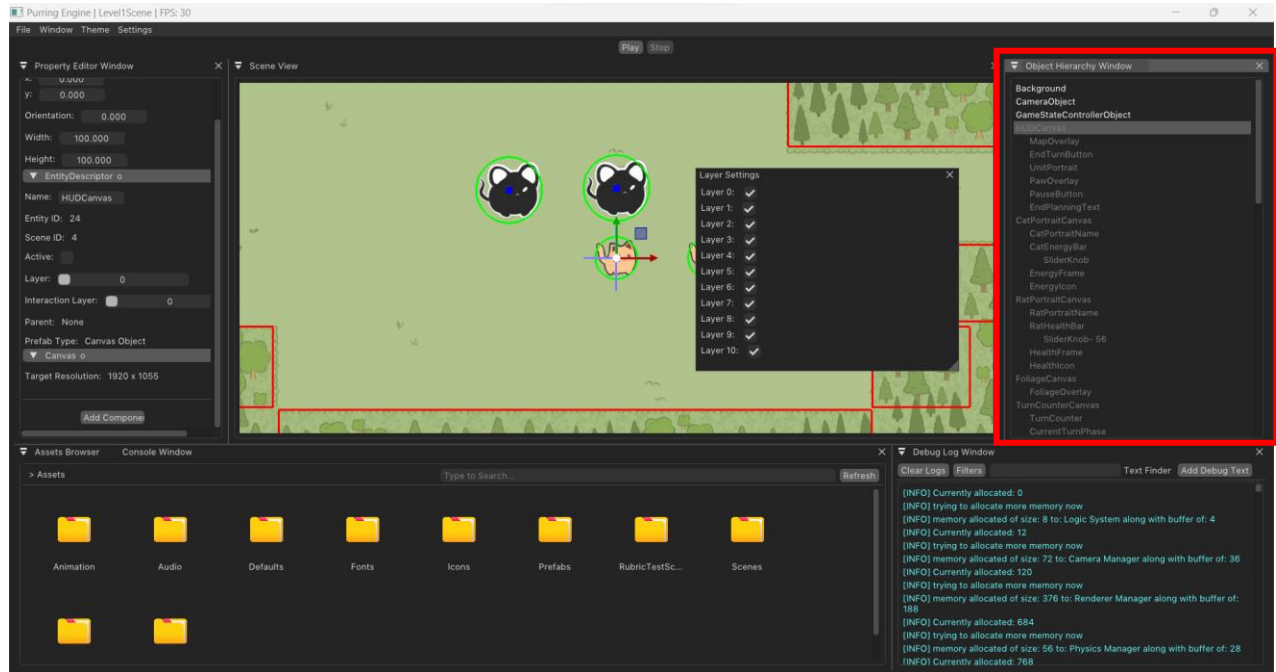 Purring Engine | Level1Scene | FPS: 30
File Window Theme Settings
Play Stop
Property Editor Window
x: 0.000
y: 0.000
Orientation: 0.000
Width: 100.000
Height: 100.000
EntityDescriptor o
Name: HUDCanvas
Entity ID: 24
Scene ID: 4
Active:
Layer: 0
Interaction Layer: 0
Parent: None
Prefab Type: Canvas Object
Canvas o
Target Resolution: 1920 x 1055
Add Compone
Scene View
Layer Settings
Layer 0:
Layer 1:
Layer 2:
Layer 3:
Layer 4:
Layer 5:
Layer 6:
Layer 7:
Layer 8:
Layer 9:
Layer 10:
Object Hierarchy Window
Background
CameraObject
GameStateControllerObject
HUDCanvas
MapOverlay
EndTurnButton
UnitPortrait
PawOverlay
PauseButton
EndPlanningText
CatPortraitCanvas
CatPortraitName
CatEnergyBar
SliderKnob
EnergyFrame
EnergyIcon
RatPortraitCanvas
RatPortraitName
RatHealthBar
SliderKnob- 56
HealthFrame
HealthIcon
FoliageCanvas
FoliageOverlay
TurnCounterCanvas
TurnCounter
CurrentTurnPhase
Assets Browser Console Window
> Assets
Type to Search...
Refresh
Animation Audio Defaults Fonts Icons Prefabs RubricTestSc... Scenes
Debug Log Window
Clear Logs Filters Text Finder Add Debug Text
[INFO] Currently allocated: 0
[INFO] trying to allocate more memory now
[INFO] memory allocated of size: 8 to: Logic System along with buffer of: 4
[INFO] Currently allocated: 12
[INFO] trying to allocate more memory now
[INFO] memory allocated of size: 72 to: Camera Manager along with buffer of: 36
[INFO] Currently allocated: 120
[INFO] trying to allocate more memory now
[INFO] memory allocated of size: 376 to: Renderer Manager along with buffer of:
188
[INFO] Currently allocated: 684
[INFO] trying to allocate more memory now
[INFO] memory allocated of size: 56 to: Physics Manager along with buffer of: 28
[INFO] Currently allocated: 768